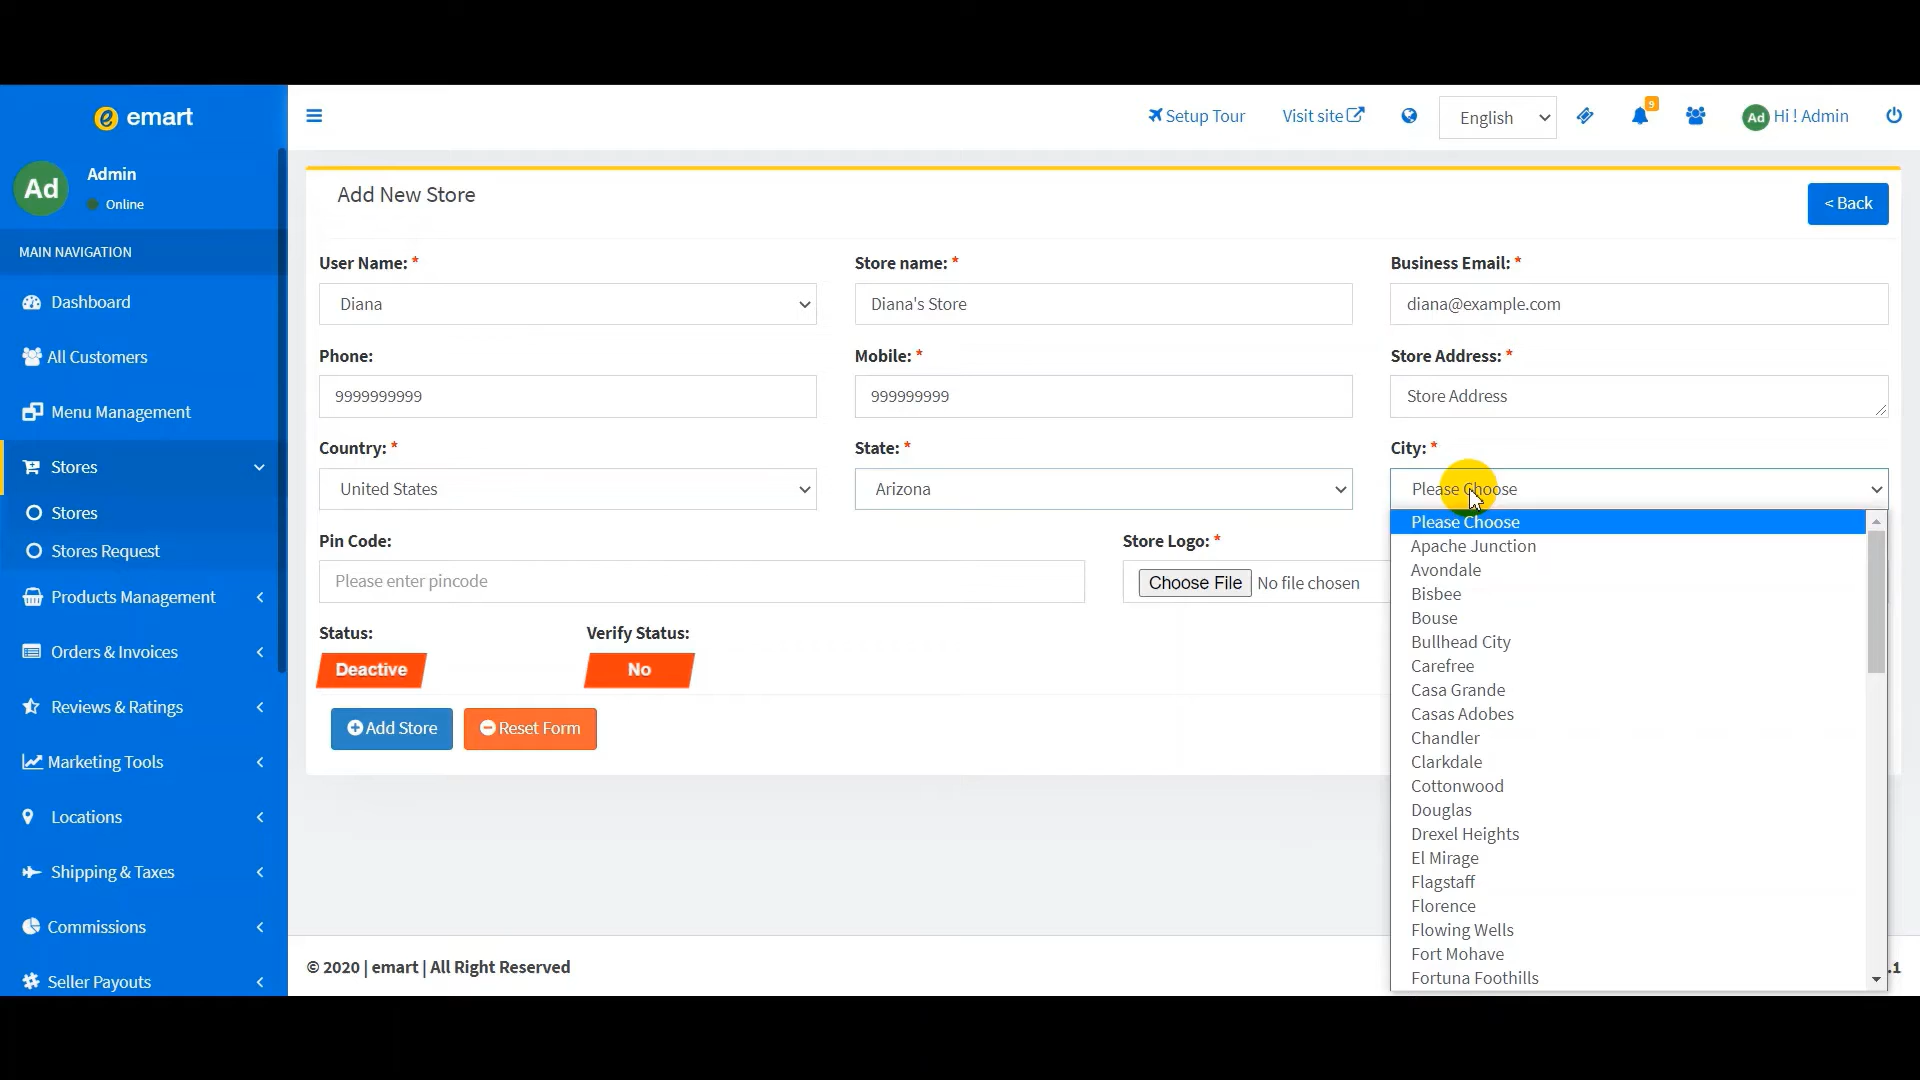 emart
Setup Tour
Visit site
English
9
Ad
Hi ! Admin
Ad
Admin
Online
MAIN NAVIGATION
Dashboard
All Customers
Menu Management
Stores
Stores
Stores Request
Products Management
Orders & Invoices
Reviews & Ratings
Marketing Tools
Locations
Shipping & Taxes
Commissions
Seller Payouts
Add New Store
< Back
User Name: *
Diana
Store name: *
Diana's Store
Business Email: *
diana@example.com
Phone:
9999999999
Mobile: *
999999999
Store Address: *
Store Address
Country: *
United States
State: *
Arizona
City: *
Please Choose
Please Choose
Apache Junction
Avondale
Bisbee
Bouse
Bullhead City
Carefree
Casa Grande
Casas Adobes
Chandler
Clarkdale
Cottonwood
Douglas
Drexel Heights
El Mirage
Flagstaff
Florence
Flowing Wells
Fort Mohave
Fortuna Foothills
Pin Code:
Please enter pincode
Store Logo: *
Choose File No file chosen
Status:
Deactive
Verify Status:
No
Add Store
Reset Form
© 2020 | emart | All Right Reserved
.1